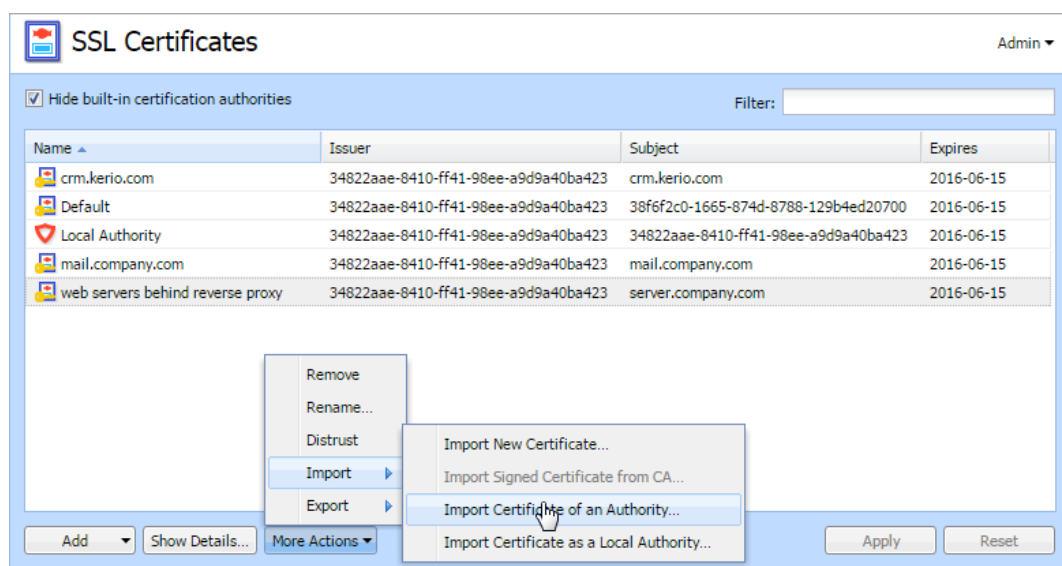 SSL Certificates
Admin
Hide built-in certification authorities
Filter:
Name Issuer Subject Expires
crm.kerio.com 34822aae-8410-ff41-98ee-a9d9a40ba423 crm.kerio.com 2016-06-15
Default 34822aae-8410-ff41-98ee-a9d9a40ba423 38f6f2c0-1665-874d-8788-129b4ed20700 2016-06-15
Local Authority 34822aae-8410-ff41-98ee-a9d9a40ba423 34822aae-8410-ff41-98ee-a9d9a40ba423 2016-06-15
mail.company.com 34822aae-8410-ff41-98ee-a9d9a40ba423 mail.company.com 2016-06-15
web servers behind reverse proxy 34822aae-8410-ff41-98ee-a9d9a40ba423 server.company.com 2016-06-15
Remove
Rename...
Distrust
Import
Export
Import New Certificate...
Import Signed Certificate from CA...
Import Certificate of an Authority...
Import Certificate as a Local Authority...
Add Show Details... More Actions Apply Reset